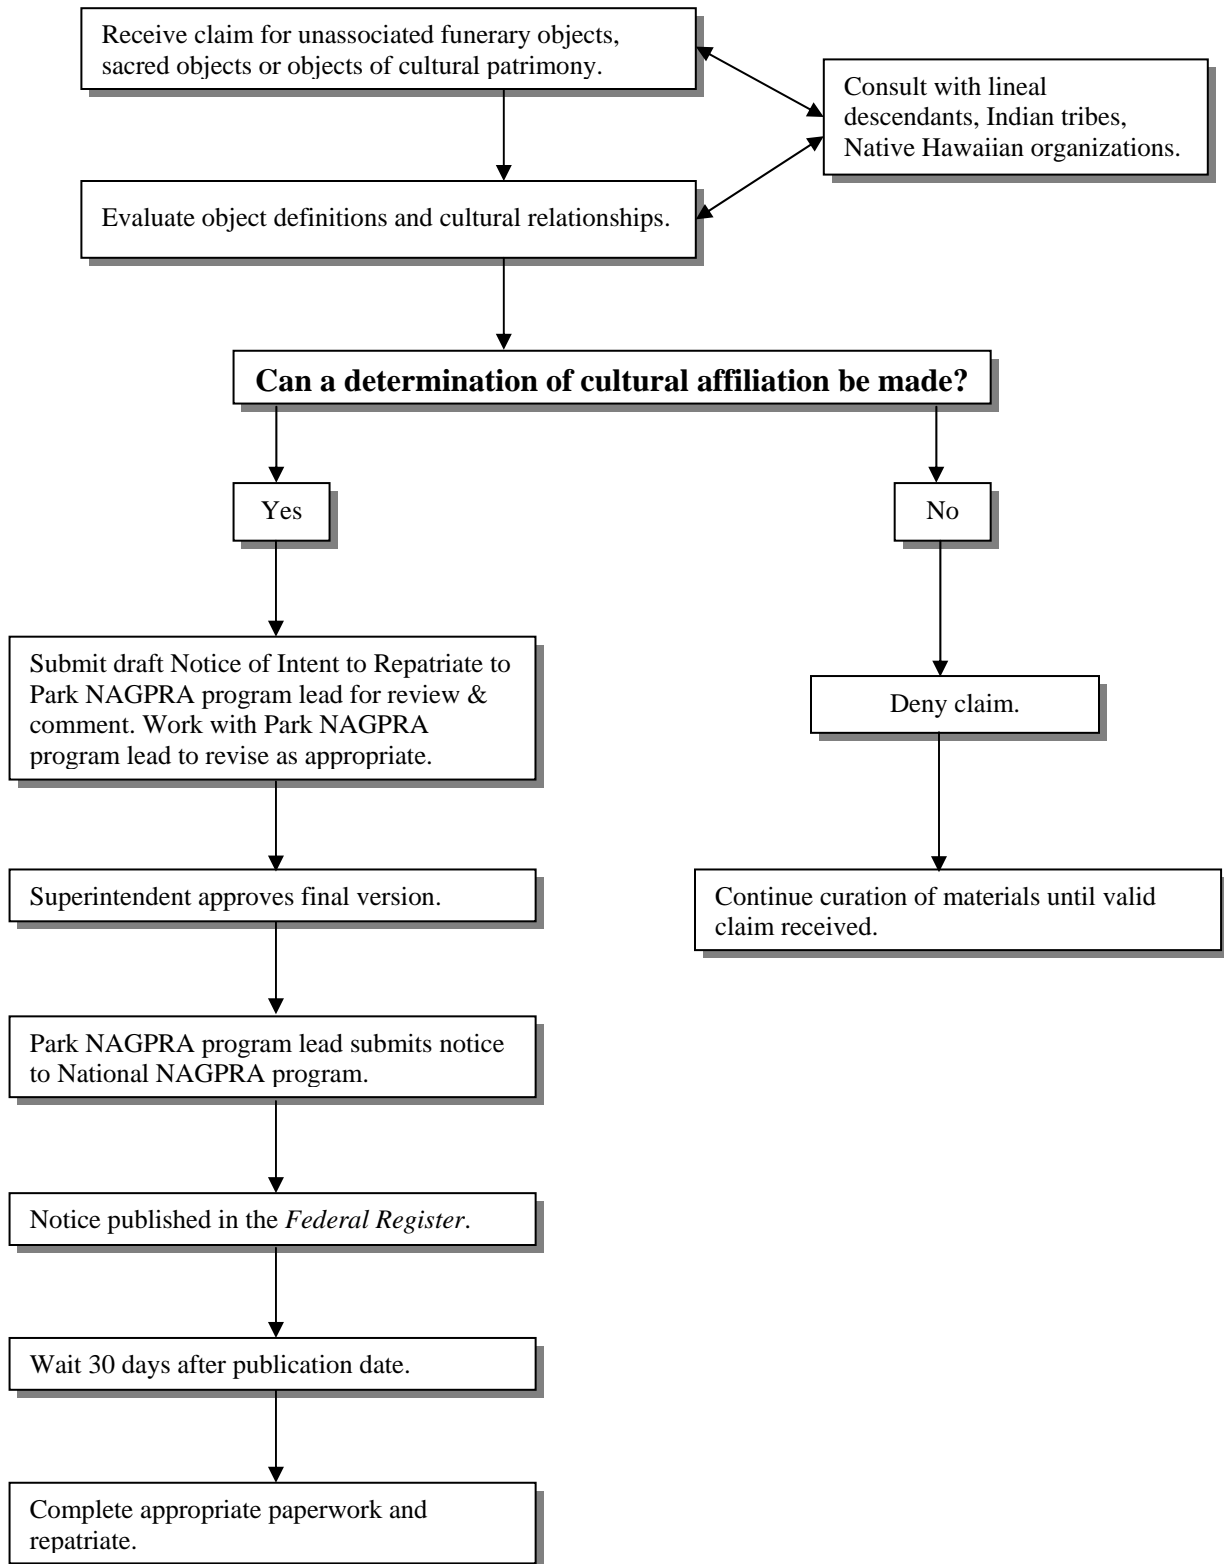 Receive claim for unassociated funerary objects,
sacred objects or objects of cultural patrimony.
Consult with lineal
descendants, Indian tribes,
Native Hawaiian organizations.
Evaluate object definitions and cultural relationships.
Can a determination of cultural affiliation be made?
Yes
No
Submit draft Notice of Intent to Repatriate to
Park NAGPRA program lead for review &
comment. Work with Park NAGPRA
program lead to revise as appropriate.
Deny claim.
Superintendent approves final version.
Continue curation of materials until valid
claim received.
Park NAGPRA program lead submits notice
to National NAGPRA program.
Notice published in the Federal Register.
Wait 30 days after publication date.
Complete appropriate paperwork and
repatriate.